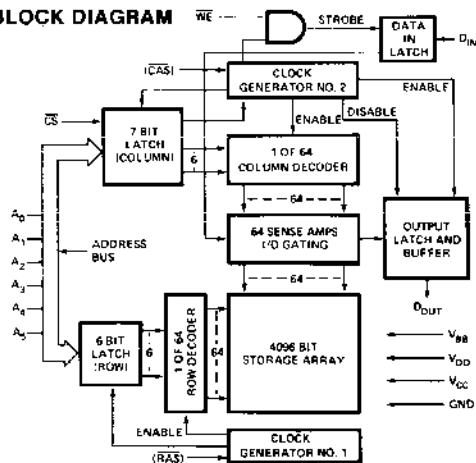 BLOCK DIAGRAM
WE
STROBE
DATA
IN
LATCH
DIN
(CAS)
CLOCK
GENERATOR NO. 2
ENABLE
DISABLE
ENABLE
CS
7 BIT
LATCH
(COLUMN)
6
1 OF 64
COLUMN DECODER
64
64 SENSE AMPS
I/O GATING
64
OUTPUT
LATCH AND
BUFFER
DOUT
A0
A1
A2
A3
A4
A5
ADDRESS
BUS
6 BIT
LATCH
(ROW)
6
1 OF 64
ROW DECODER
64
4096 BIT
STORAGE ARRAY
VBB
VDD
VCC
GND
ENABLE
(RAS)
CLOCK
GENERATOR NO. 1